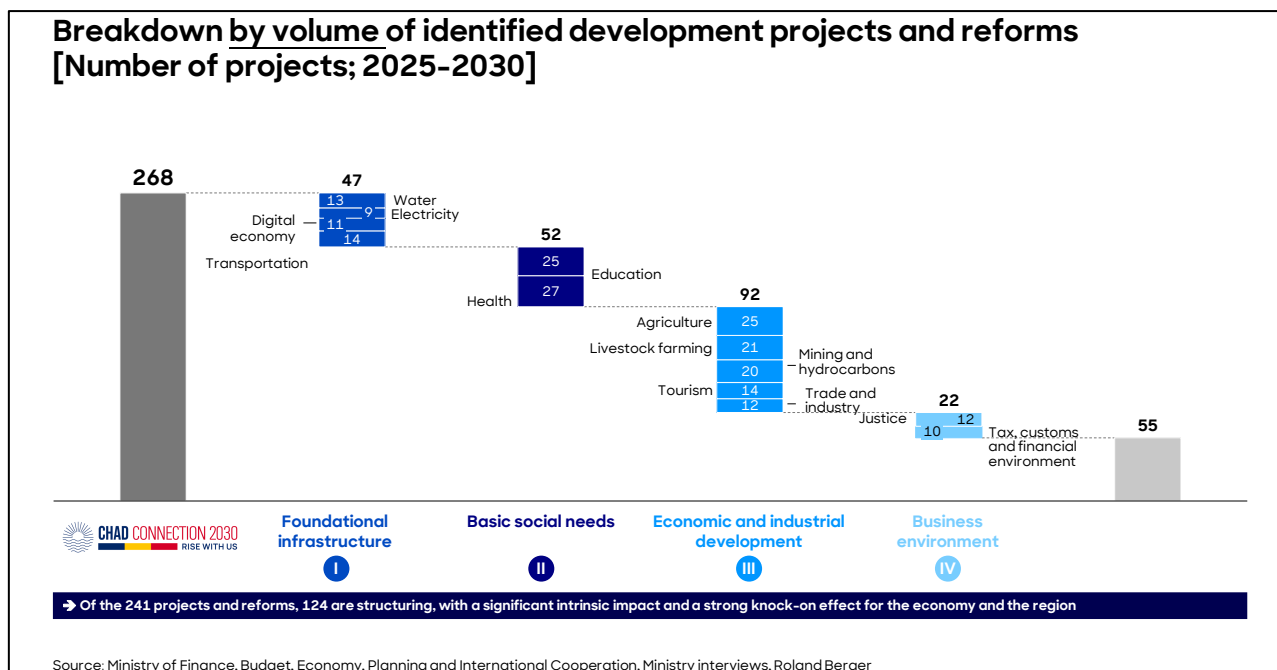 Breakdown by volume of identified development projects and reforms
[Number of projects; 2025-2030]
268
47
13
Water
9
Electricity
Digital
economy
11
14
Transportation
52
25
Education
Health
27
92
Agriculture
25
Livestock farming
21
Mining and
hydrocarbons
20
Tourism
14
Trade and
industry
12
22
Justice
12
10
Tax, customs
and financial
environment
55
CHAD CONNECTION 2030
RISE WITH US
Foundational
infrastructure
I
Basic social needs
II
Economic and industrial
development
III
Business
environment
IV
➔ Of the 241 projects and reforms, 124 are structuring, with a significant intrinsic impact and a strong knock-on effect for the economy and the region
Source: Ministry of Finance, Budget, Economy, Planning and International Cooperation, Ministry interviews, Roland Berger